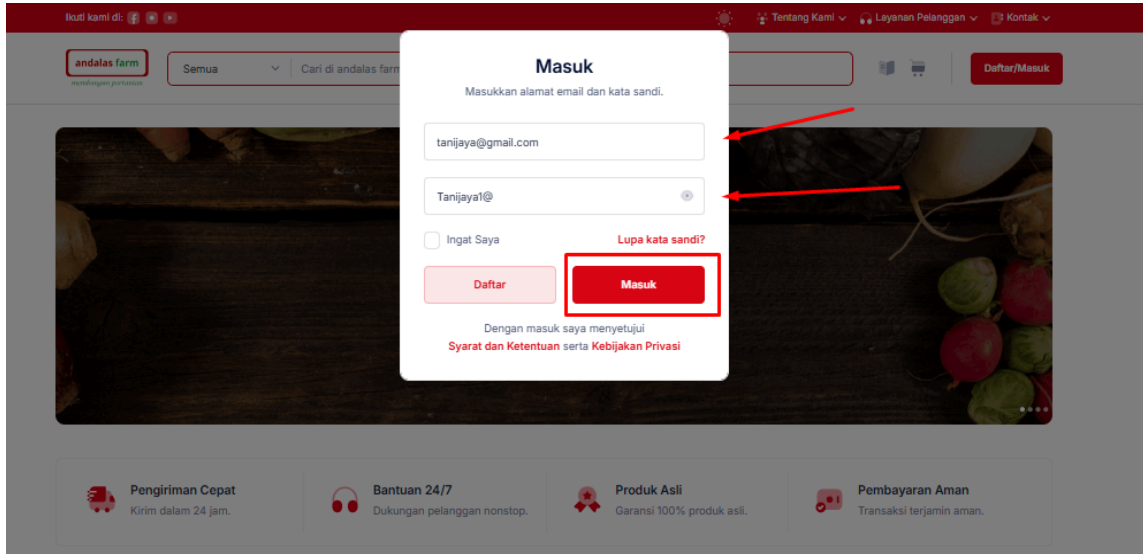 Ikuti kami di:
Tentang Kami
Layanan Pelanggan
Kontak
andalas farm
membangun pertanian
Semua
Cari di andalas farm
Daftar/Masuk
Masuk
Masukkan alamat email dan kata sandi.
tanijaya@gmail.com
Tanijaya1@
Ingat Saya
Lupa kata sandi?
Daftar
Masuk
Dengan masuk saya menyetujui
Syarat dan Ketentuan serta Kebijakan Privasi
Pengiriman Cepat
Kirim dalam 24 jam.
Bantuan 24/7
Dukungan pelanggan nonstop.
Produk Asli
Garansi 100% produk asli.
Pembayaran Aman
Transaksi terjamin aman.